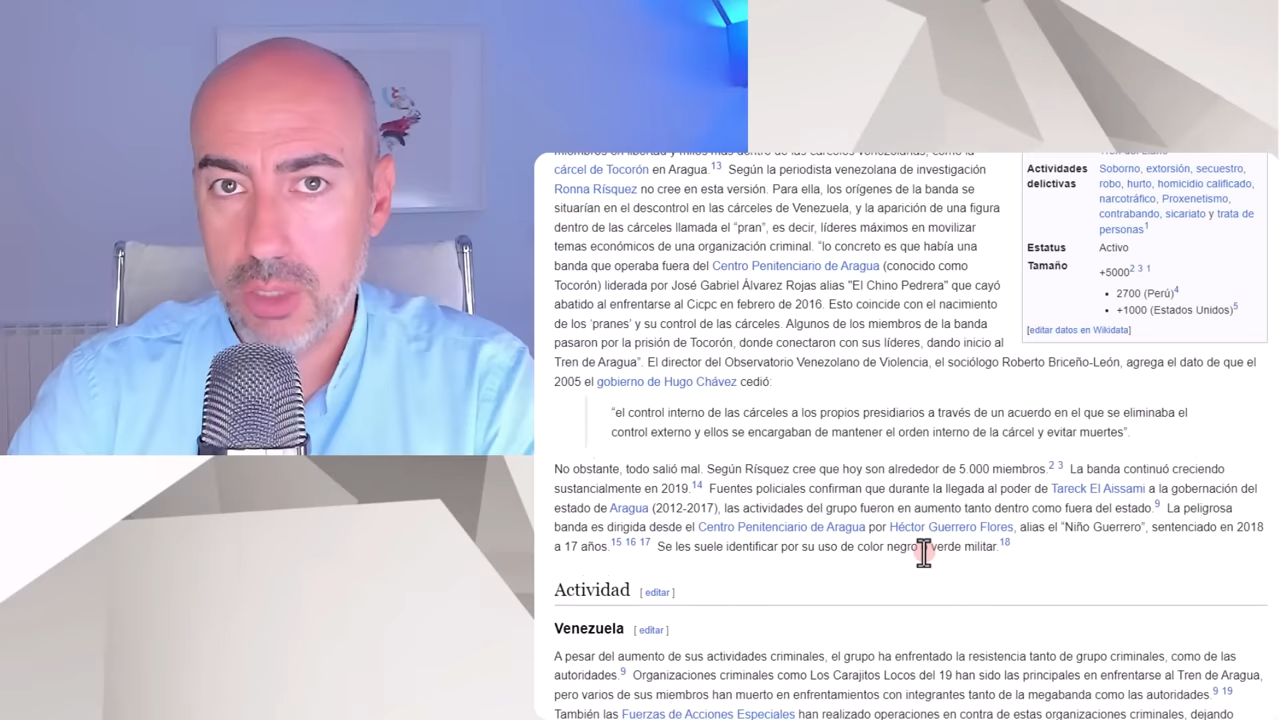 cárcel de Tocorón en Aragua.13 Según la periodista venezolana de investigación
Ronna Rísquez no cree en esta versión. Para ella, los orígenes de la banda se
situarían en el descontrol en las cárceles de Venezuela, y la aparición de una figura
dentro de las cárceles llamada el “pran”, es decir, líderes máximos en movilizar
temas económicos de una organización criminal. “lo concreto es que había una
banda que operaba fuera del Centro Penitenciario de Aragua (conocido como
Tocorón) liderada por José Gabriel Álvarez Rojas alias "El Chino Pedrera" que cayó
abatido al enfrentarse al Cicpc en febrero de 2016. Esto coincide con el nacimiento
de los ‘pranes’ y su control de las cárceles. Algunos de los miembros de la banda
pasaron por la prisión de Tocorón, donde conectaron con sus líderes, dando inicio al
Tren de Aragua”. El director del Observatorio Venezolano de Violencia, el sociólogo Roberto Briceño-León, agrega el dato de que el
2005 el gobierno de Hugo Chávez cedió:
“el control interno de las cárceles a los propios presidiarios a través de un acuerdo en el que se eliminaba el
control externo y ellos se encargaban de mantener el orden interno de la cárcel y evitar muertes”.
No obstante, todo salió mal. Según Rísquez cree que hoy son alrededor de 5.000 miembros.2 3 La banda continuó creciendo
sustancialmente en 2019.14 Fuentes policiales confirman que durante la llegada al poder de Tareck El Aissami a la gobernación del
estado de Aragua (2012-2017), las actividades del grupo fueron en aumento tanto dentro como fuera del estado.9 La peligrosa
banda es dirigida desde el Centro Penitenciario de Aragua por Héctor Guerrero Flores, alias el “Niño Guerrero”, sentenciado en 2018
a 17 años.15 16 17 Se les suele identificar por su uso de color negro verde militar.18
Actividades delictivas
Soborno, extorsión, secuestro,
robo, hurto, homicidio calificado,
narcotráfico, Proxenetismo,
contrabando, sicariato y trata de
personas1
Estatus Activo
Tamaño +50002 3 1
• 2700 (Perú)4
• +1000 (Estados Unidos)5
[editar datos en Wikidata]
Actividad [ editar ]
Venezuela [ editar ]
A pesar del aumento de sus actividades criminales, el grupo ha enfrentado la resistencia tanto de grupo criminales, como de las
autoridades.9 Organizaciones criminales como Los Carajitos Locos del 19 han sido las principales en enfrentarse al Tren de Aragua,
pero varios de sus miembros han muerto en enfrentamientos con integrantes tanto de la megabanda como las autoridades.9 19
También las Fuerzas de Acciones Especiales han realizado operaciones en contra de estas organizaciones criminales, dejando